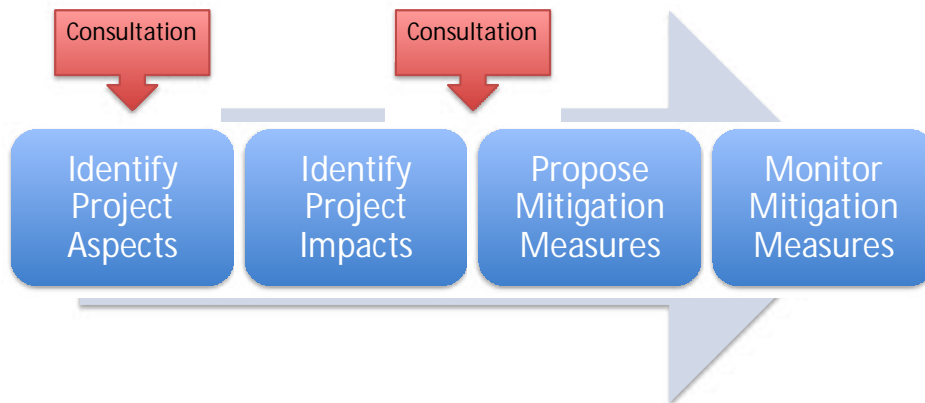 Consultation
Consultation
Identify
Project
Aspects
Identify
Project
Impacts
Propose
Mitigation
Measures
Monitor
Mitigation
Measures